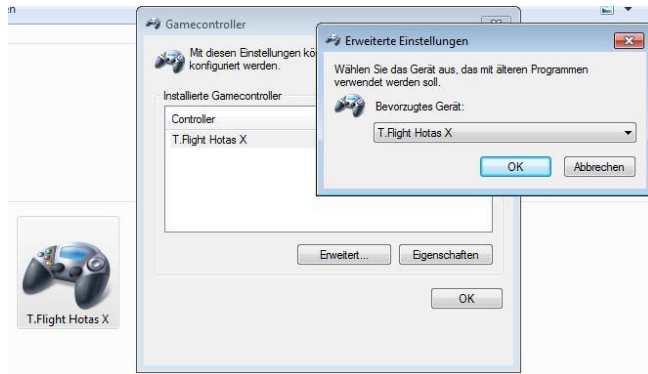 Gamecontroller
Mit diesen Einstellungen kö
konfiguriert werden.
Installierte Gamecontroller
Controller
T.Flight Hotas X
Erweitert...
Eigenschaften
OK
Erweiterte Einstellungen
Wählen Sie das Gerät aus, das mit älteren Programmen
verwendet werden soll.
Bevorzugtes Gerät:
T.Flight Hotas X
OK
Abbrechen
T.Flight Hotas X